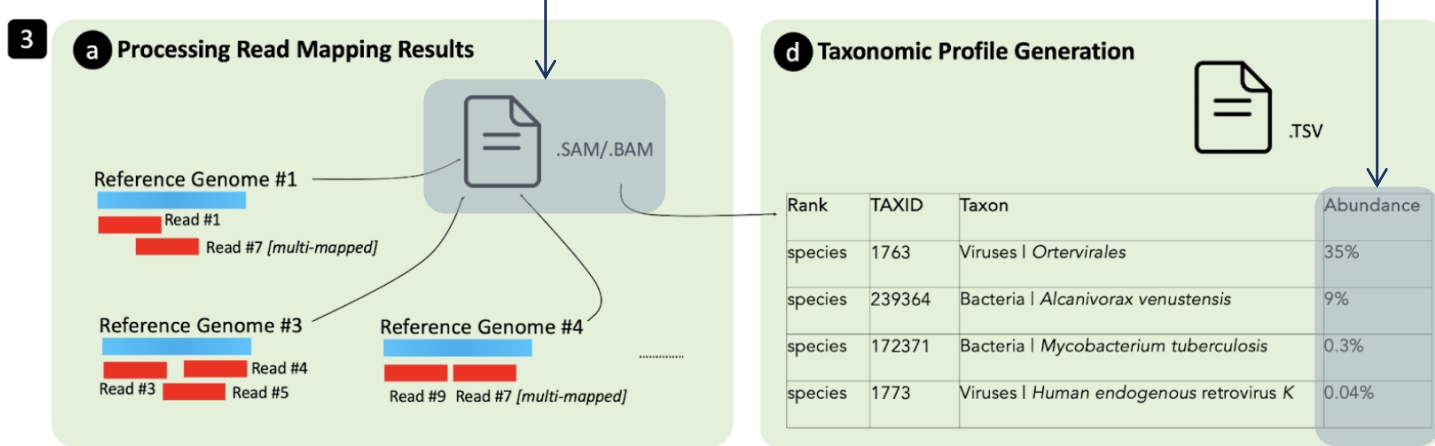 3
a Processing Read Mapping Results
.SAM/.BAM
Reference Genome #1
Read #1
Read #7 [multi-mapped]
Reference Genome #3
Read #4
Read #3
Read #5
Reference Genome #4
Read #9 Read #7 [multi-mapped]
d Taxonomic Profile Generation
.TSV
Rank TAXID Taxon Abundance
species 1763 Viruses | Ortervirales 35%
species 239364 Bacteria | Alcanivorax venustensis 9%
species 172371 Bacteria | Mycobacterium tuberculosis 0.3%
species 1773 Viruses | Human endogenous retrovirus K 0.04%